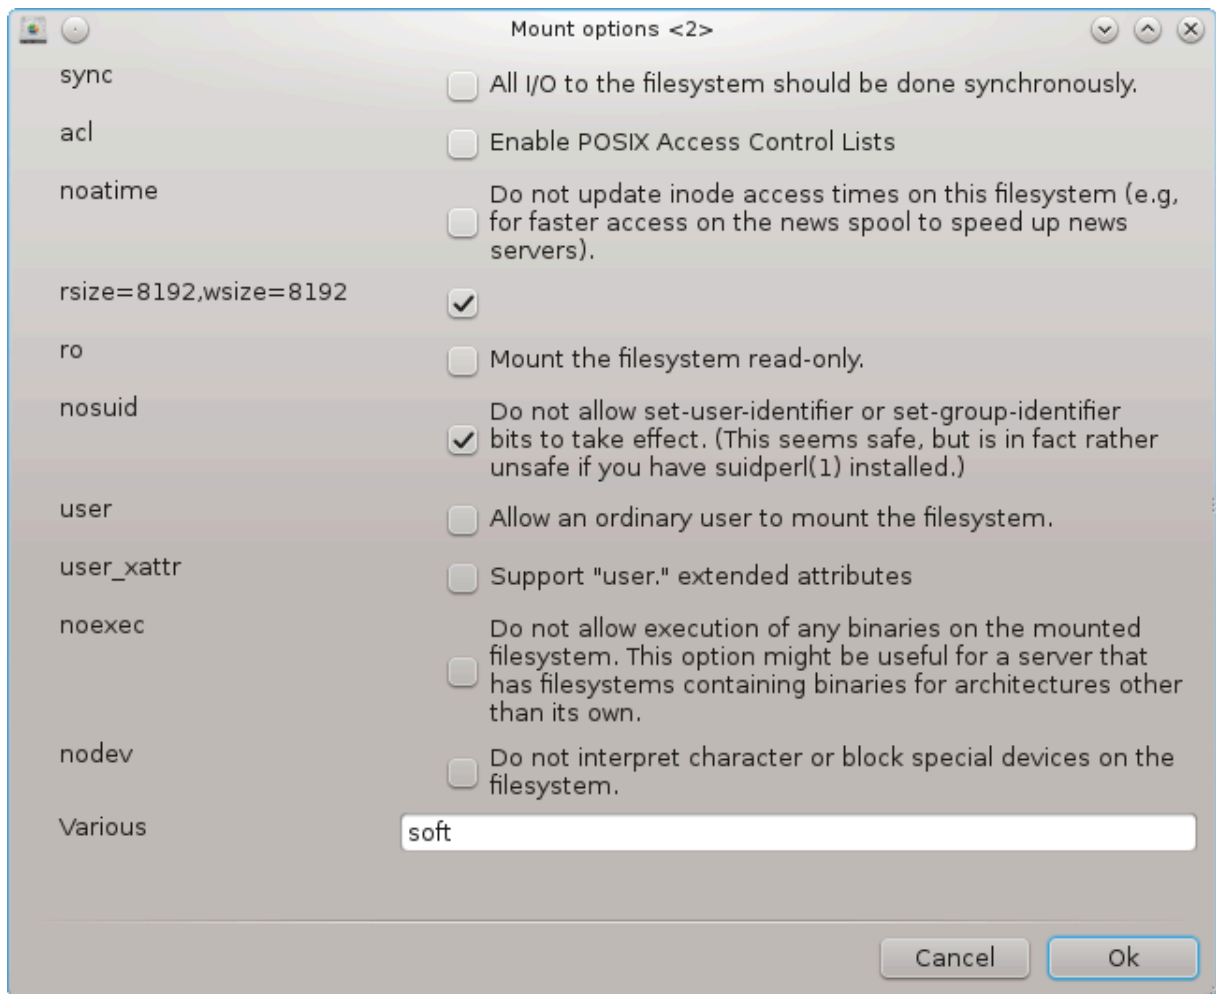 Mount options <2>
sync
All I/O to the filesystem should be done synchronously.
acl
Enable POSIX Access Control Lists
noatime
Do not update inode access times on this filesystem (e.g,
for faster access on the news spool to speed up news
servers).
rsize=8192,wsize=8192
ro
Mount the filesystem read-only.
nosuid
Do not allow set-user-identifier or set-group-identifier
bits to take effect. (This seems safe, but is in fact rather
unsafe if you have suidperl(1) installed.)
user
Allow an ordinary user to mount the filesystem.
user_xattr
Support "user." extended attributes
noexec
Do not allow execution of any binaries on the mounted
filesystem. This option might be useful for a server that
has filesystems containing binaries for architectures other
than its own.
nodev
Do not interpret character or block special devices on the
filesystem.
Various
soft
Cancel
Ok